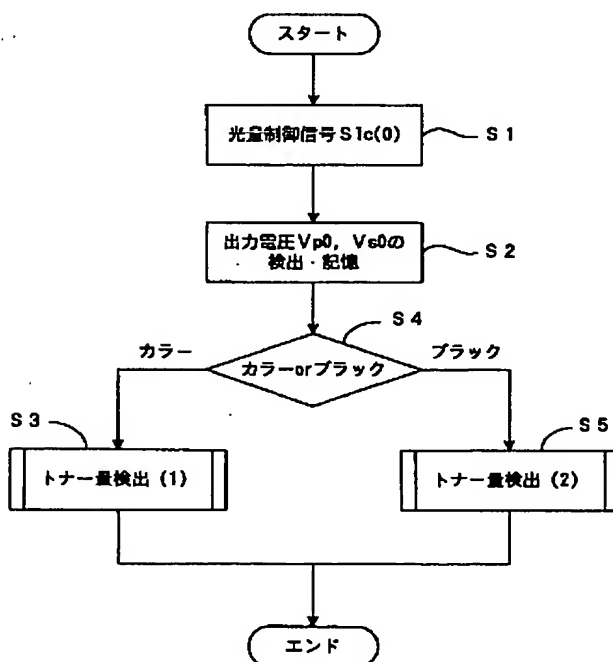 スタート
光量制御信号Slc(0)
S1
出力電圧Vp0, Vs0の
検出・記憶
S2
S4
カラー
カラーorブラック
ブラック
S3
トナー量検出 (1)
S5
トナー量検出 (2)
エンド